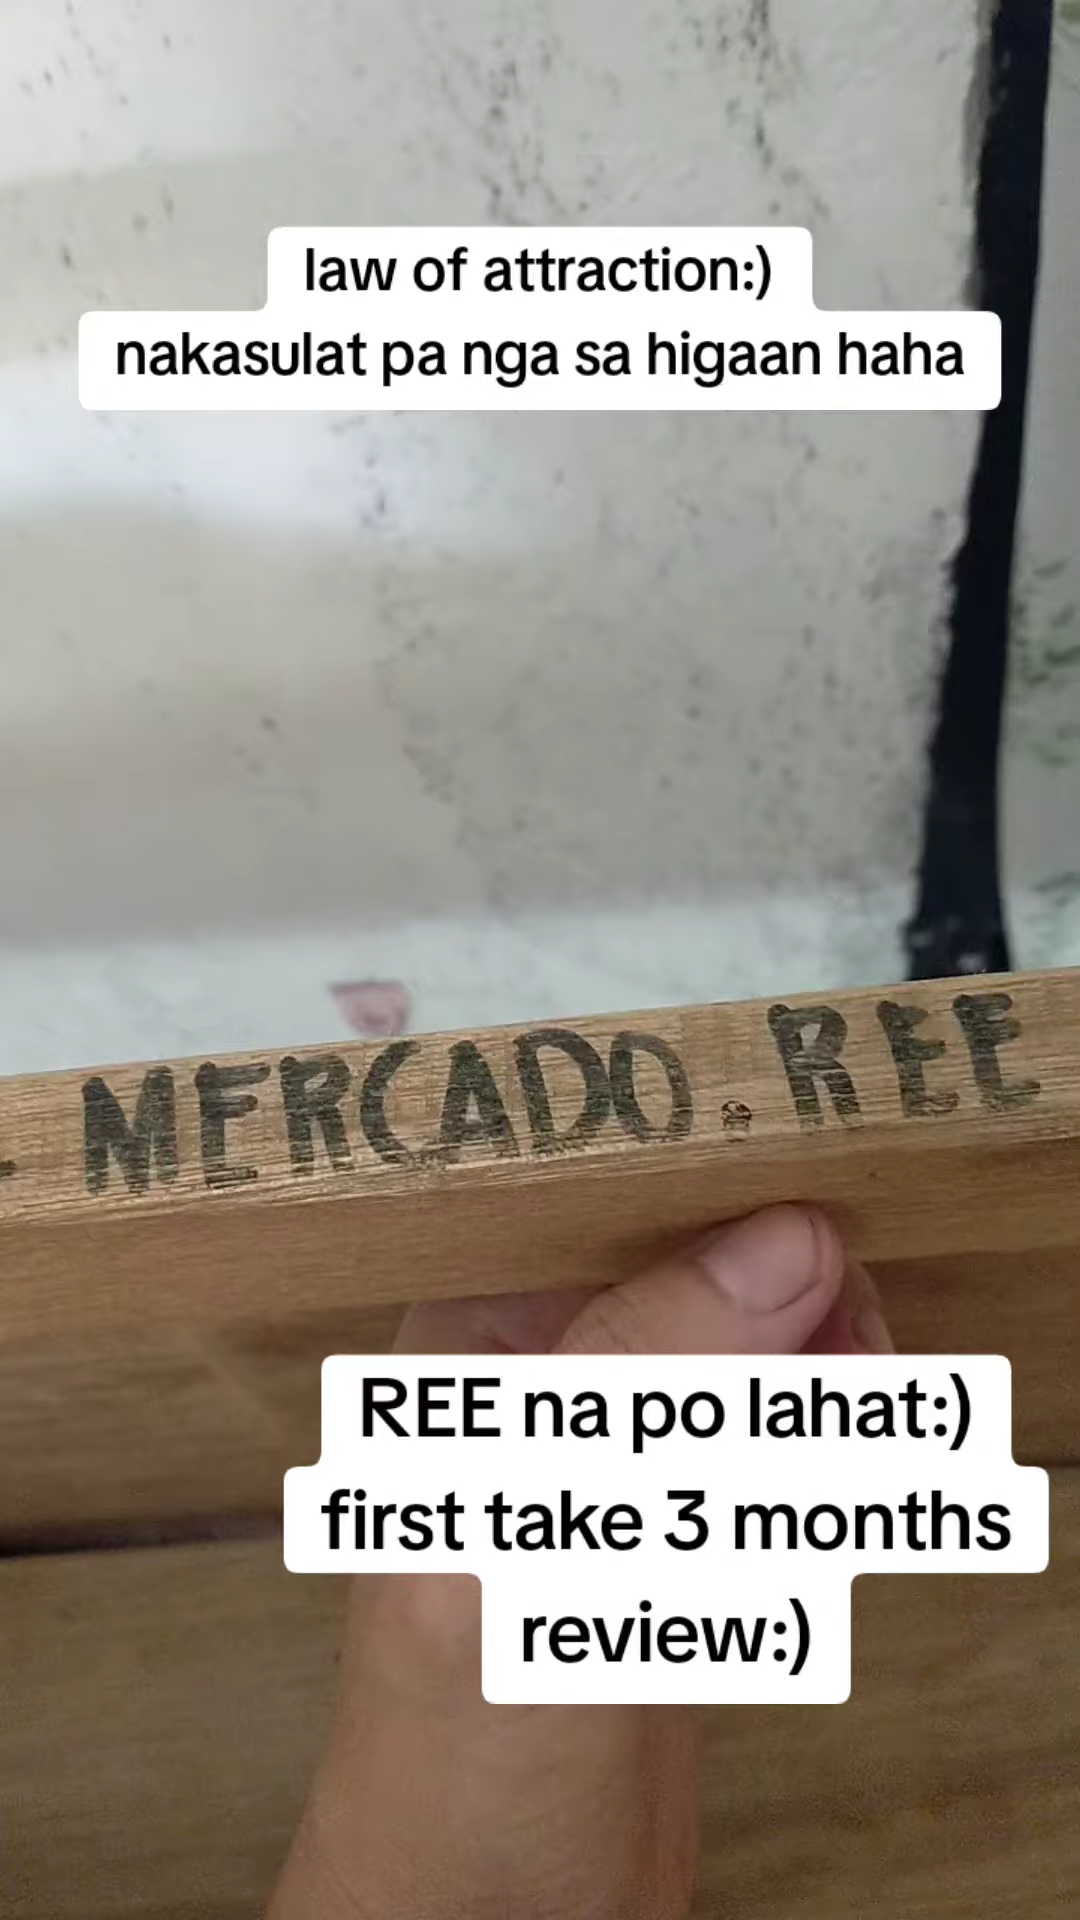 law of attraction:)
nakasulat pa nga sa higaan haha
- MERCADO. REE
REE na po lahat:)
first take 3 months
review:)